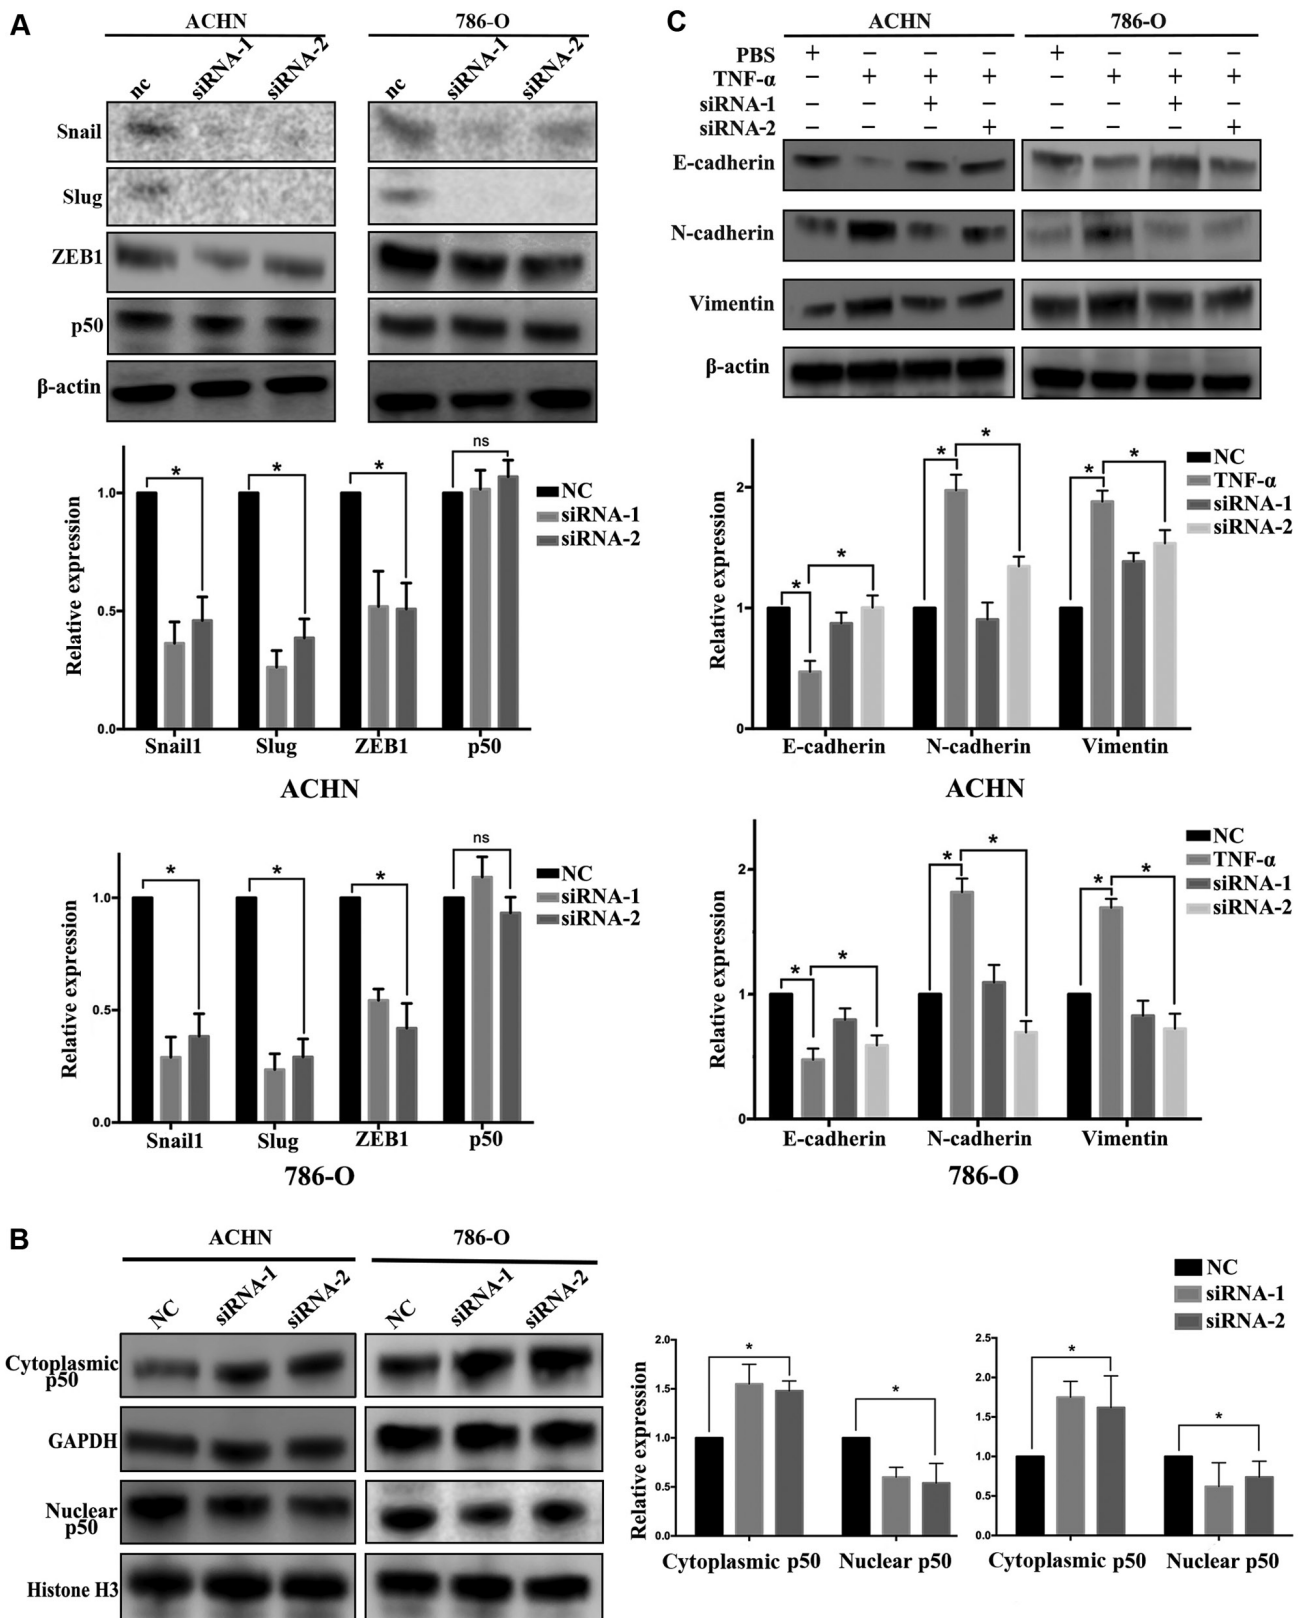 A
ACHN
786-O
nc
siRNA-1
siRNA-2
nc
siRNA-1
siRNA-2
Snail
Slug
ZEB1
p50
β-actin
Relative expression
1.0
0.5
0.0
*
*
*
ns
NC
siRNA-1
siRNA-2
Snail1
Slug
ZEB1
p50
ACHN
Relative expression
1.0
0.5
0.0
*
*
*
ns
NC
siRNA-1
siRNA-2
Snail1
Slug
ZEB1
p50
786-O
C
ACHN
786-O
PBS + − − − + − − −
TNF-α − + + + − + + +
siRNA-1 − − + − − − + −
siRNA-2 − − − + − − − +
E-cadherin
N-cadherin
Vimentin
β-actin
Relative expression
2
1
0
*
*
*
*
*
*
NC
TNF-α
siRNA-1
siRNA-2
E-cadherin
N-cadherin
Vimentin
ACHN
Relative expression
2
1
0
*
*
*
*
*
*
NC
TNF-α
siRNA-1
siRNA-2
E-cadherin
N-cadherin
Vimentin
786-O
B
ACHN
786-O
NC
siRNA-1
siRNA-2
NC
siRNA-1
siRNA-2
Cytoplasmic
p50
GAPDH
Nuclear
p50
Histone H3
NC
siRNA-1
siRNA-2
Relative expression
2.0
1.5
1.0
0.5
0.0
*
*
Cytoplasmic p50
Nuclear p50
2.5
2.0
1.5
1.0
0.5
0.0
*
*
Cytoplasmic p50
Nuclear p50